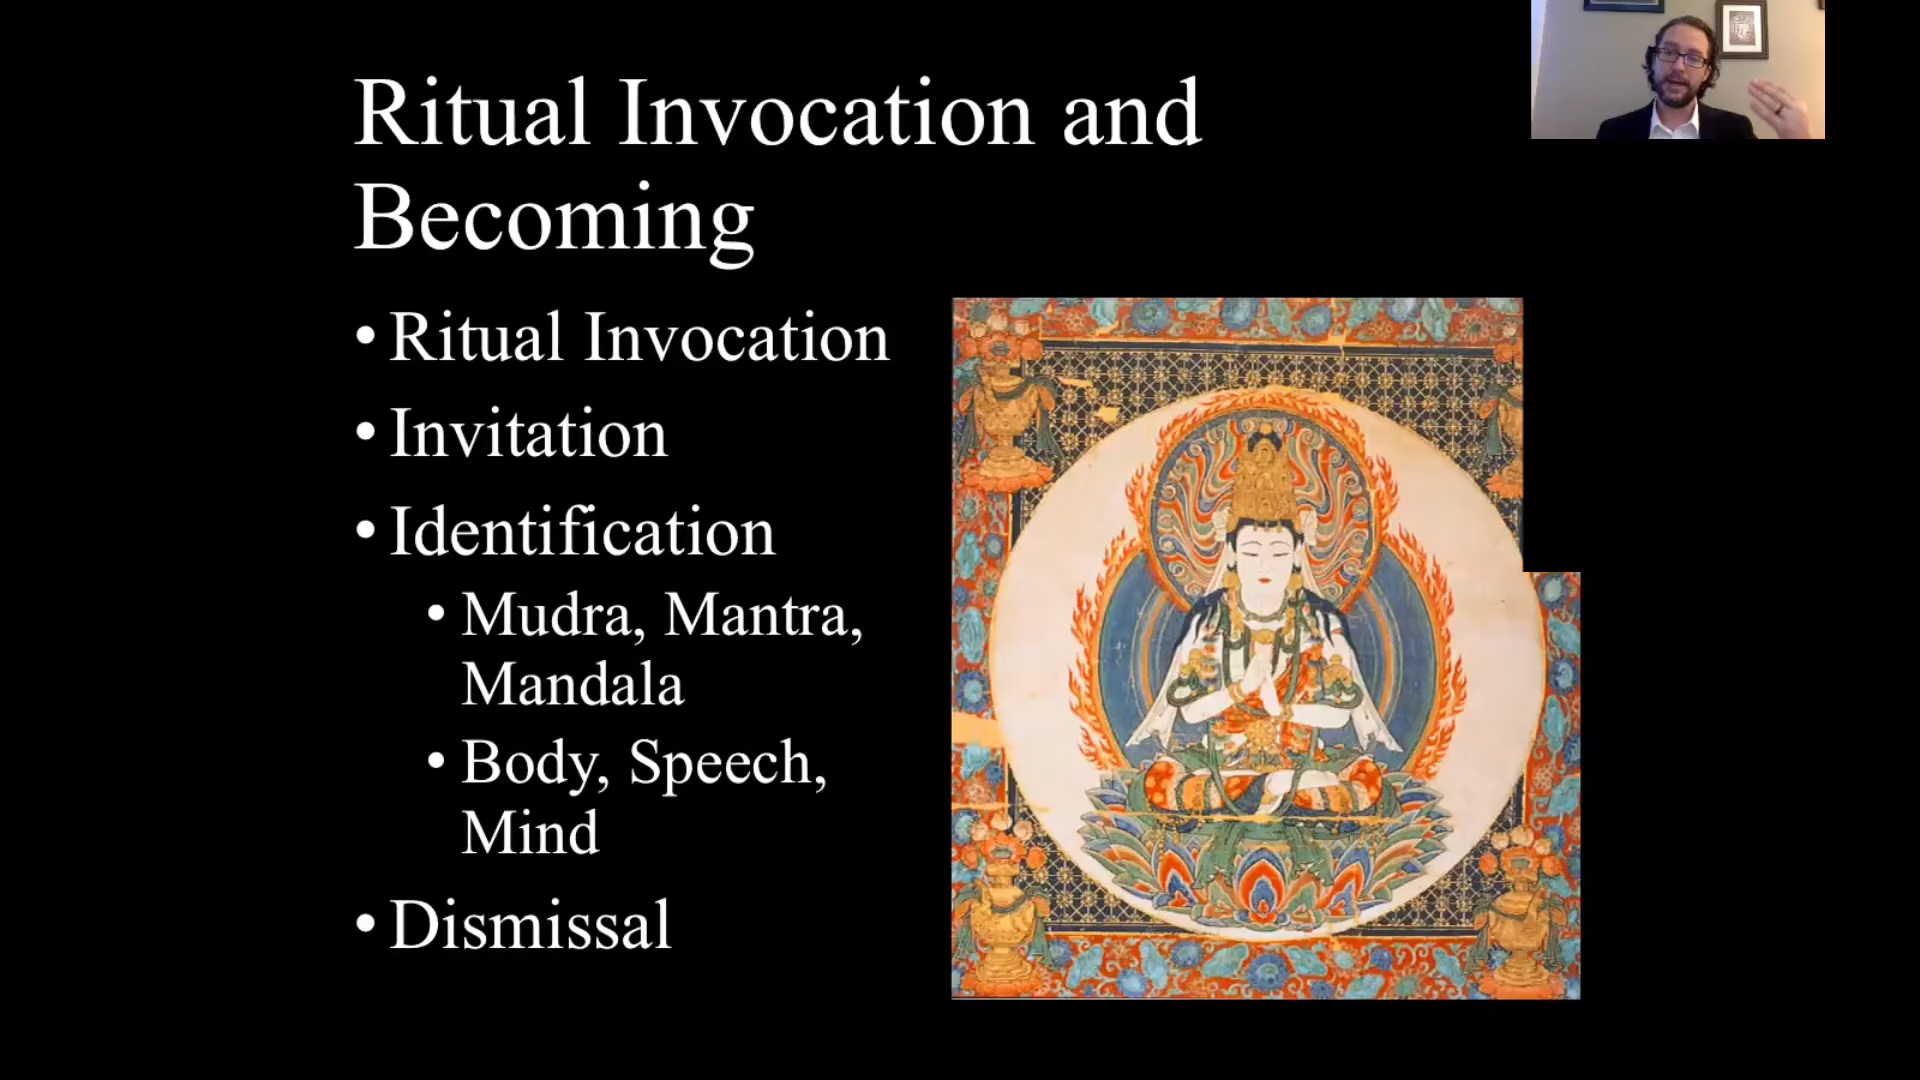 Ritual Invocation and
Becoming
• Ritual Invocation
• Invitation
• Identification
• Mudra, Mantra,
Mandala
• Body, Speech,
Mind
• Dismissal